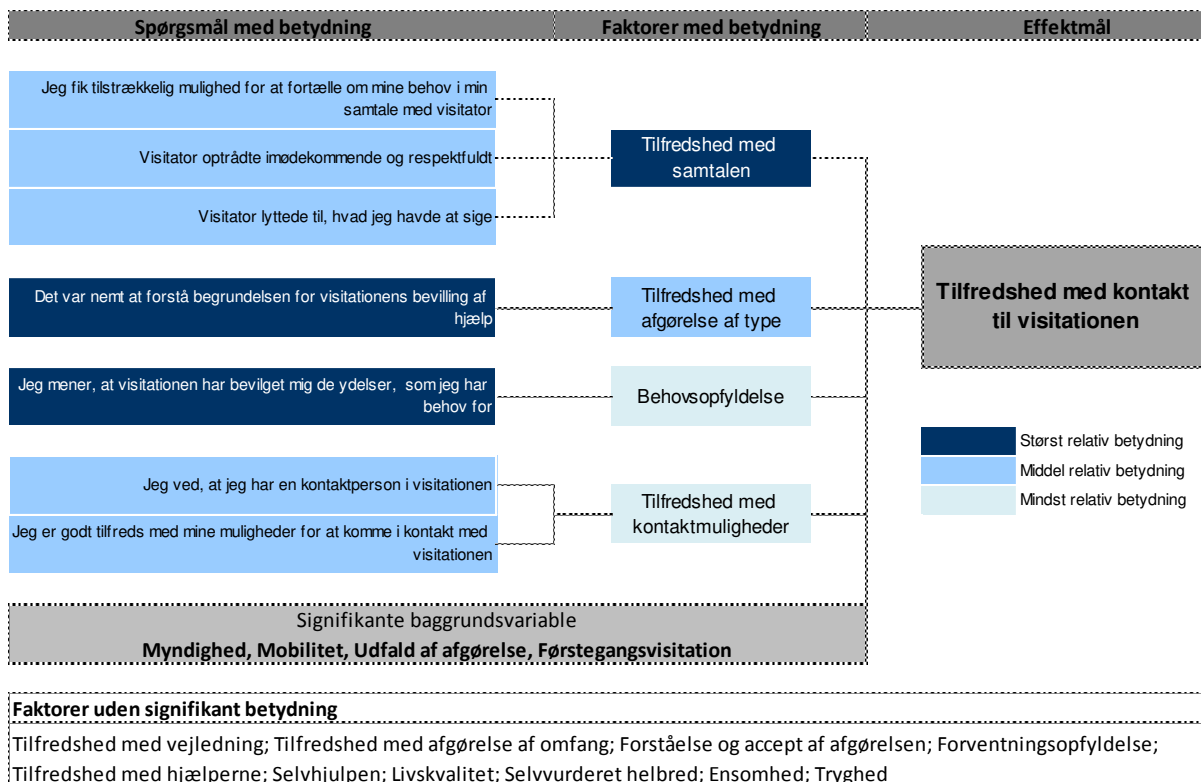 Spørgsmål med betydning
Faktorer med betydning
Effektmål
Jeg fik tilstrækkelig mulighed for at fortælle om mine behov i min
samtale med visitator
Visitator optrådte imødekommende og respektfuldt
Visitator lyttede til, hvad jeg havde at sige
Tilfredshed med
samtalen
Det var nemt at forstå begrundelsen for visitationens bevilling af
hjælp
Tilfredshed med
afgørelse af type
Jeg mener, at visitationen har bevilget mig de ydelser, som jeg har
behov for
Behovsopfyldelse
Jeg ved, at jeg har en kontaktperson i visitationen
Jeg er godt tilfreds med mine muligheder for at komme i kontakt med
visitationen
Tilfredshed med
kontaktmuligheder
Tilfredshed med kontakt
til visitationen
Størst relativ betydning
Middel relativ betydning
Mindst relativ betydning
Signifikante baggrundsvariable
Myndighed, Mobilitet, Udfald af afgørelse, Førstegangsvisitation
Faktorer uden signifikant betydning
Tilfredshed med vejledning; Tilfredshed med afgørelse af omfang; Forståelse og accept af afgørelsen; Forventningsopfyldelse;
Tilfredshed med hjælperne; Selvhjulpen; Livskvalitet; Selvvurderet helbred; Ensomhed; Tryghed